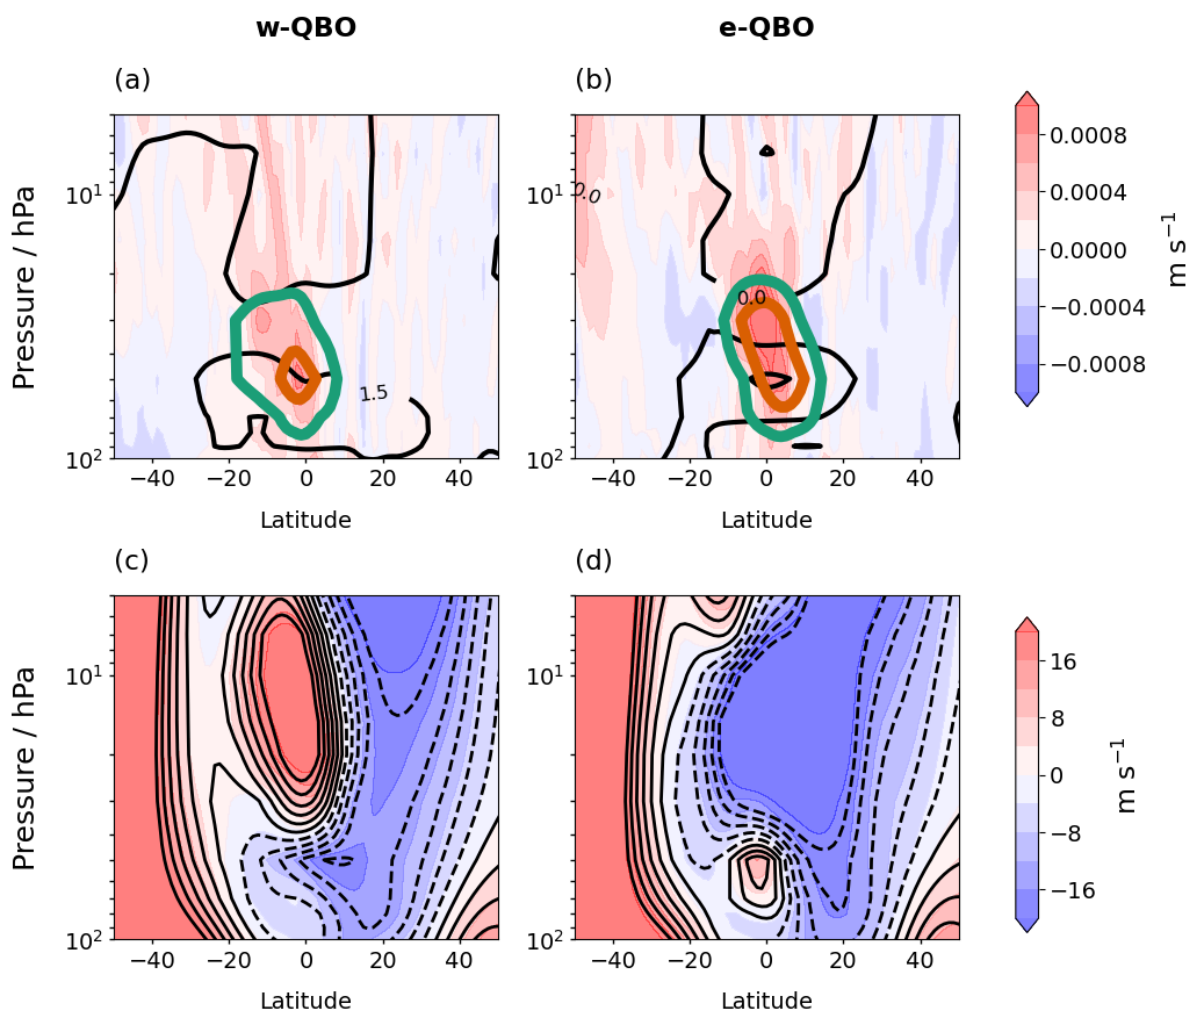 w-QBO e-QBO
(a) (b)
Pressure / hPa
10¹
10²
−40 −20 0 20 40
Latitude
1.5
10¹
10²
0.0
0.0
−40 −20 0 20 40
Latitude
0.0008
0.0004
0.0000
−0.0004
−0.0008
m s⁻¹
(c) (d)
Pressure / hPa
10¹
10²
−40 −20 0 20 40
Latitude
10¹
10²
−40 −20 0 20 40
Latitude
16
8
0
−8
−16
m s⁻¹